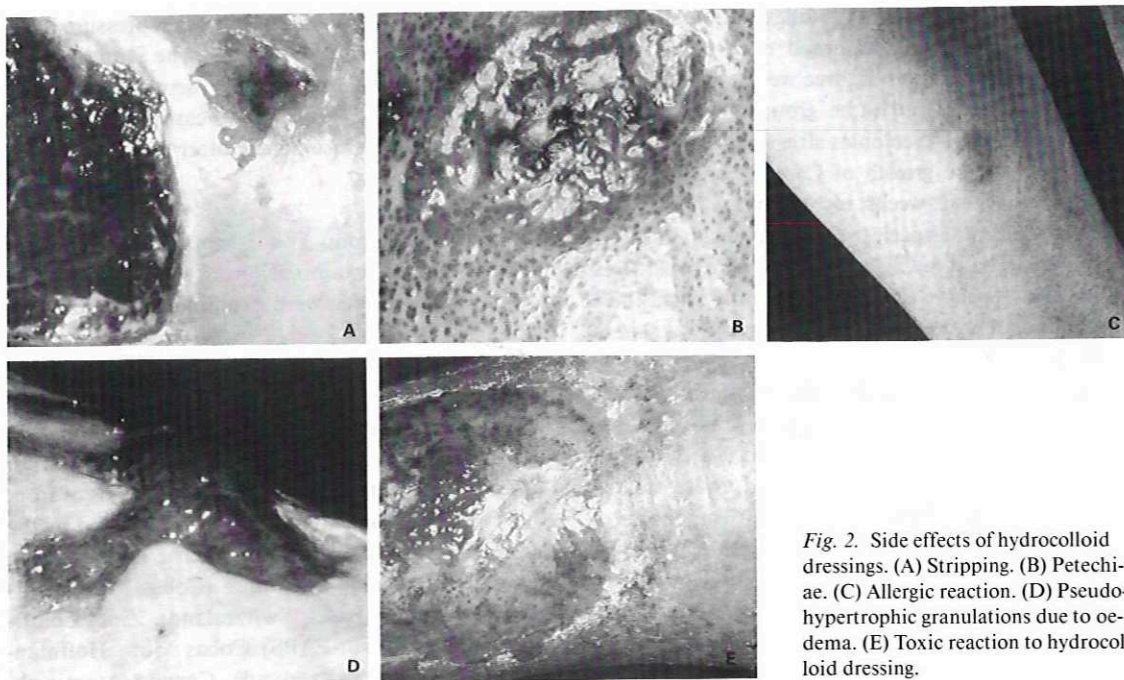 A
B
C
D
E
Fig. 2. Side effects of hydrocolloid
dressings. (A) Stripping. (B) Petechi-
ae. (C) Allergic reaction. (D) Pseudo-
hypertrophic granulations due to oe-
dema. (E) Toxic reaction to hydrocol-
loid dressing.